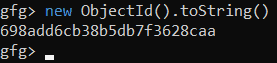 gfg> new ObjectId().toString()
698add6cb38b5db7f3628caa
gfg>